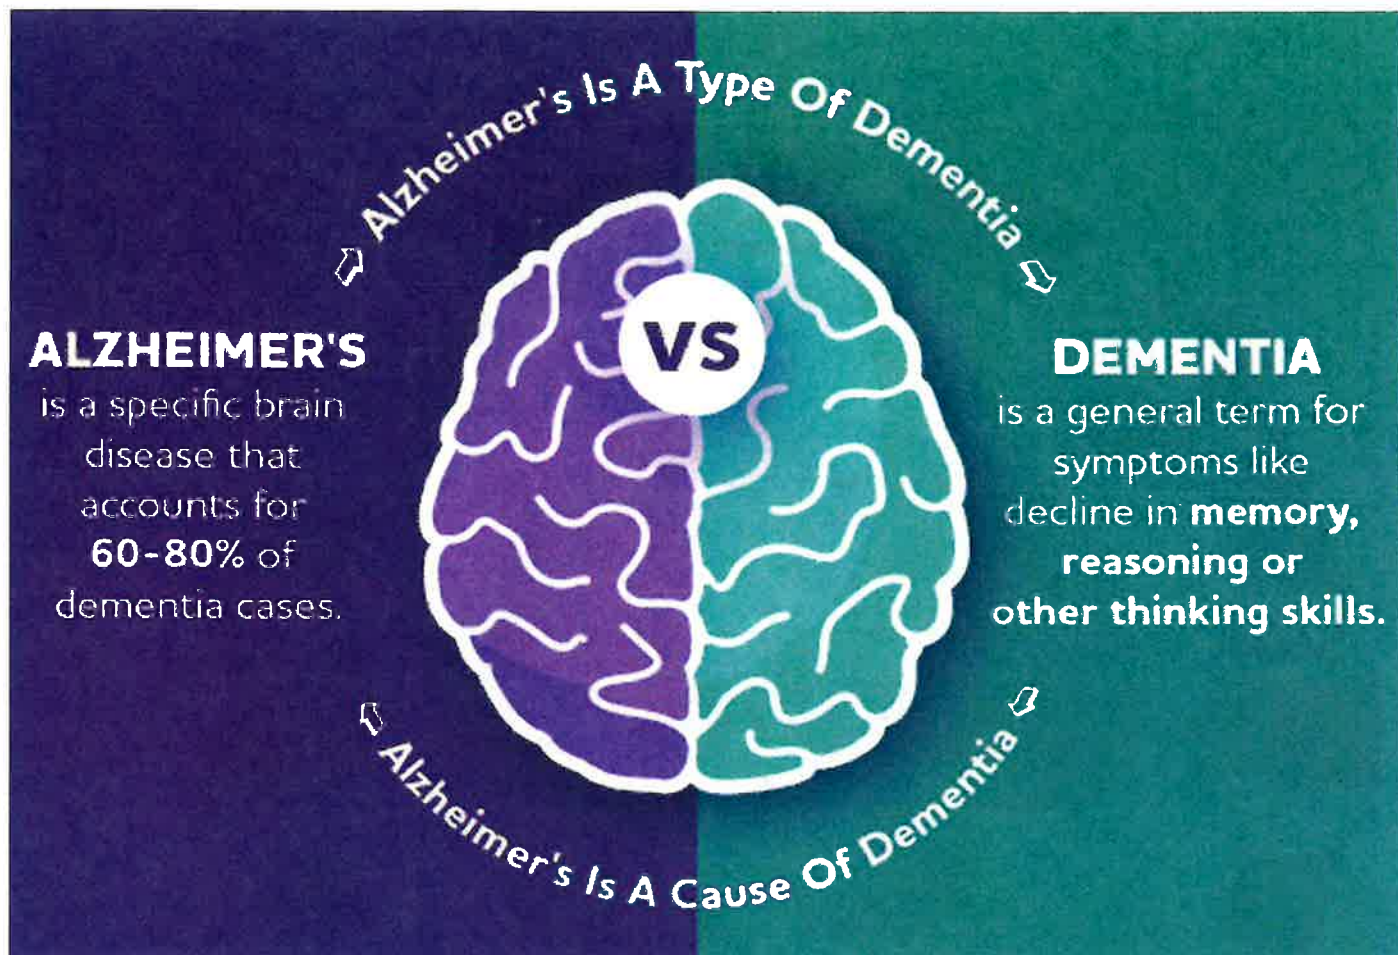 Alzheimer's Is A Type Of Dementia
VS
ALZHEIMER'S
is a specific brain
disease that
accounts for
60-80% of
dementia cases.
DEMENTIA
is a general term for
symptoms like
decline in memory,
reasoning or
other thinking skills.
Alzheimer's Is A Cause Of Dementia